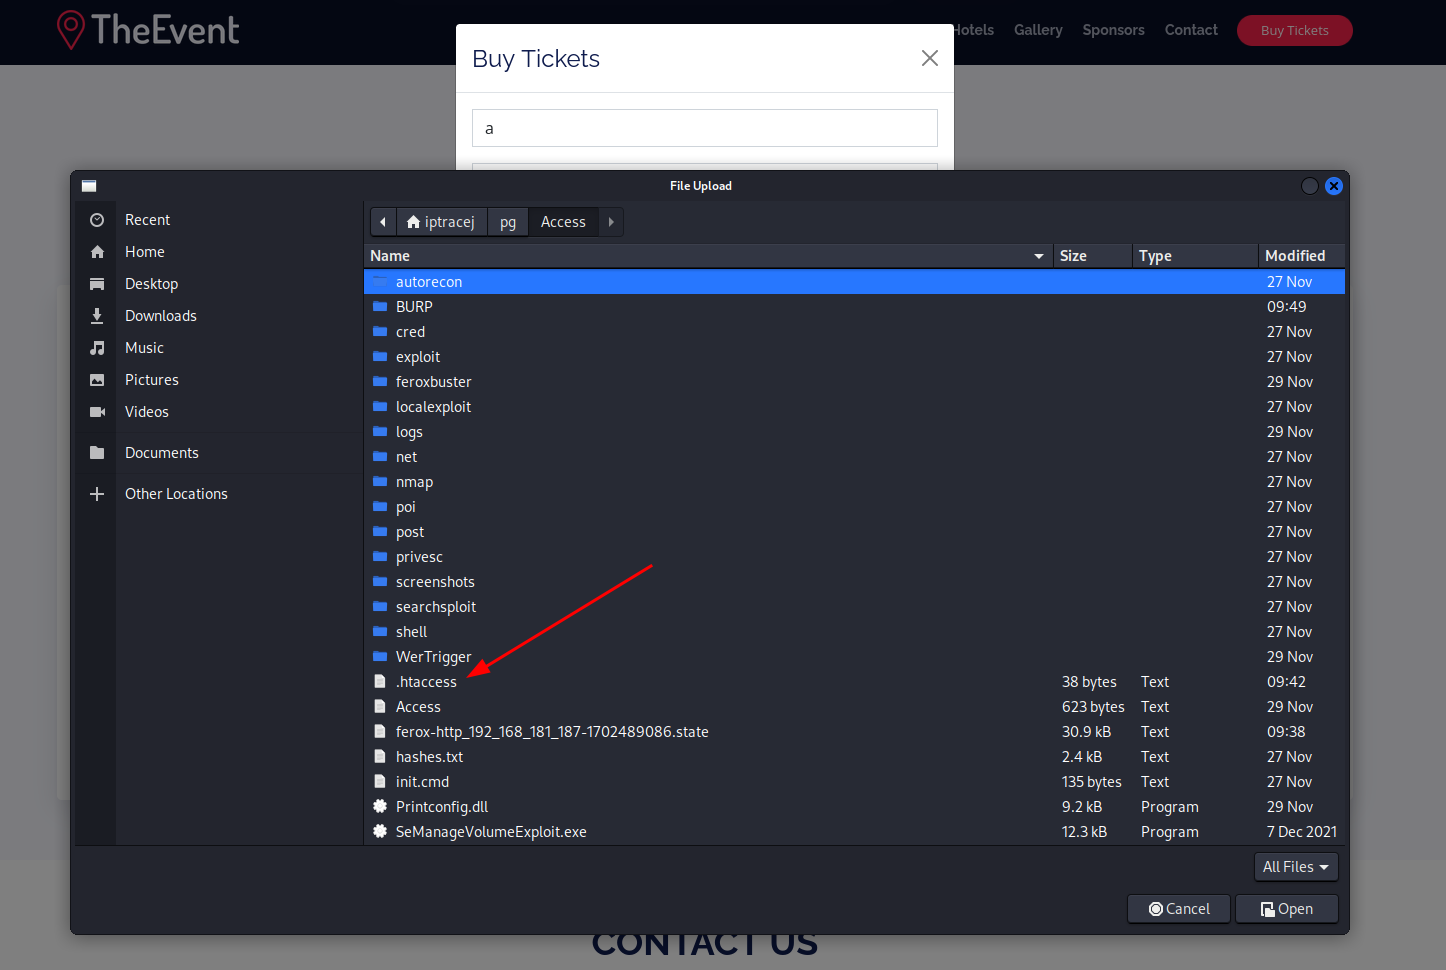 TheEvent
Hotels Gallery Sponsors Contact Buy Tickets
Buy Tickets
a
File Upload
Recent
Home
Desktop
Downloads
Music
Pictures
Videos
Documents
Other Locations
iptracej pg Access
Name Size Type Modified
autorecon 27 Nov
BURP 09:49
cred 27 Nov
exploit 27 Nov
feroxbuster 29 Nov
localexploit 27 Nov
logs 29 Nov
net 27 Nov
nmap 27 Nov
poi 27 Nov
post 27 Nov
privesc 27 Nov
screenshots 27 Nov
searchsploit 27 Nov
shell 27 Nov
WerTrigger 29 Nov
.htaccess 38 bytes Text 09:42
Access 623 bytes Text 29 Nov
ferox-http_192_168_181_187-1702489086.state 30.9 kB Text 09:38
hashes.txt 2.4 kB Text 27 Nov
init.cmd 135 bytes Text 27 Nov
Printconfig.dll 9.2 kB Program 29 Nov
SeManageVolumeExploit.exe 12.3 kB Program 7 Dec 2021
All Files
Cancel Open
CONTACT US